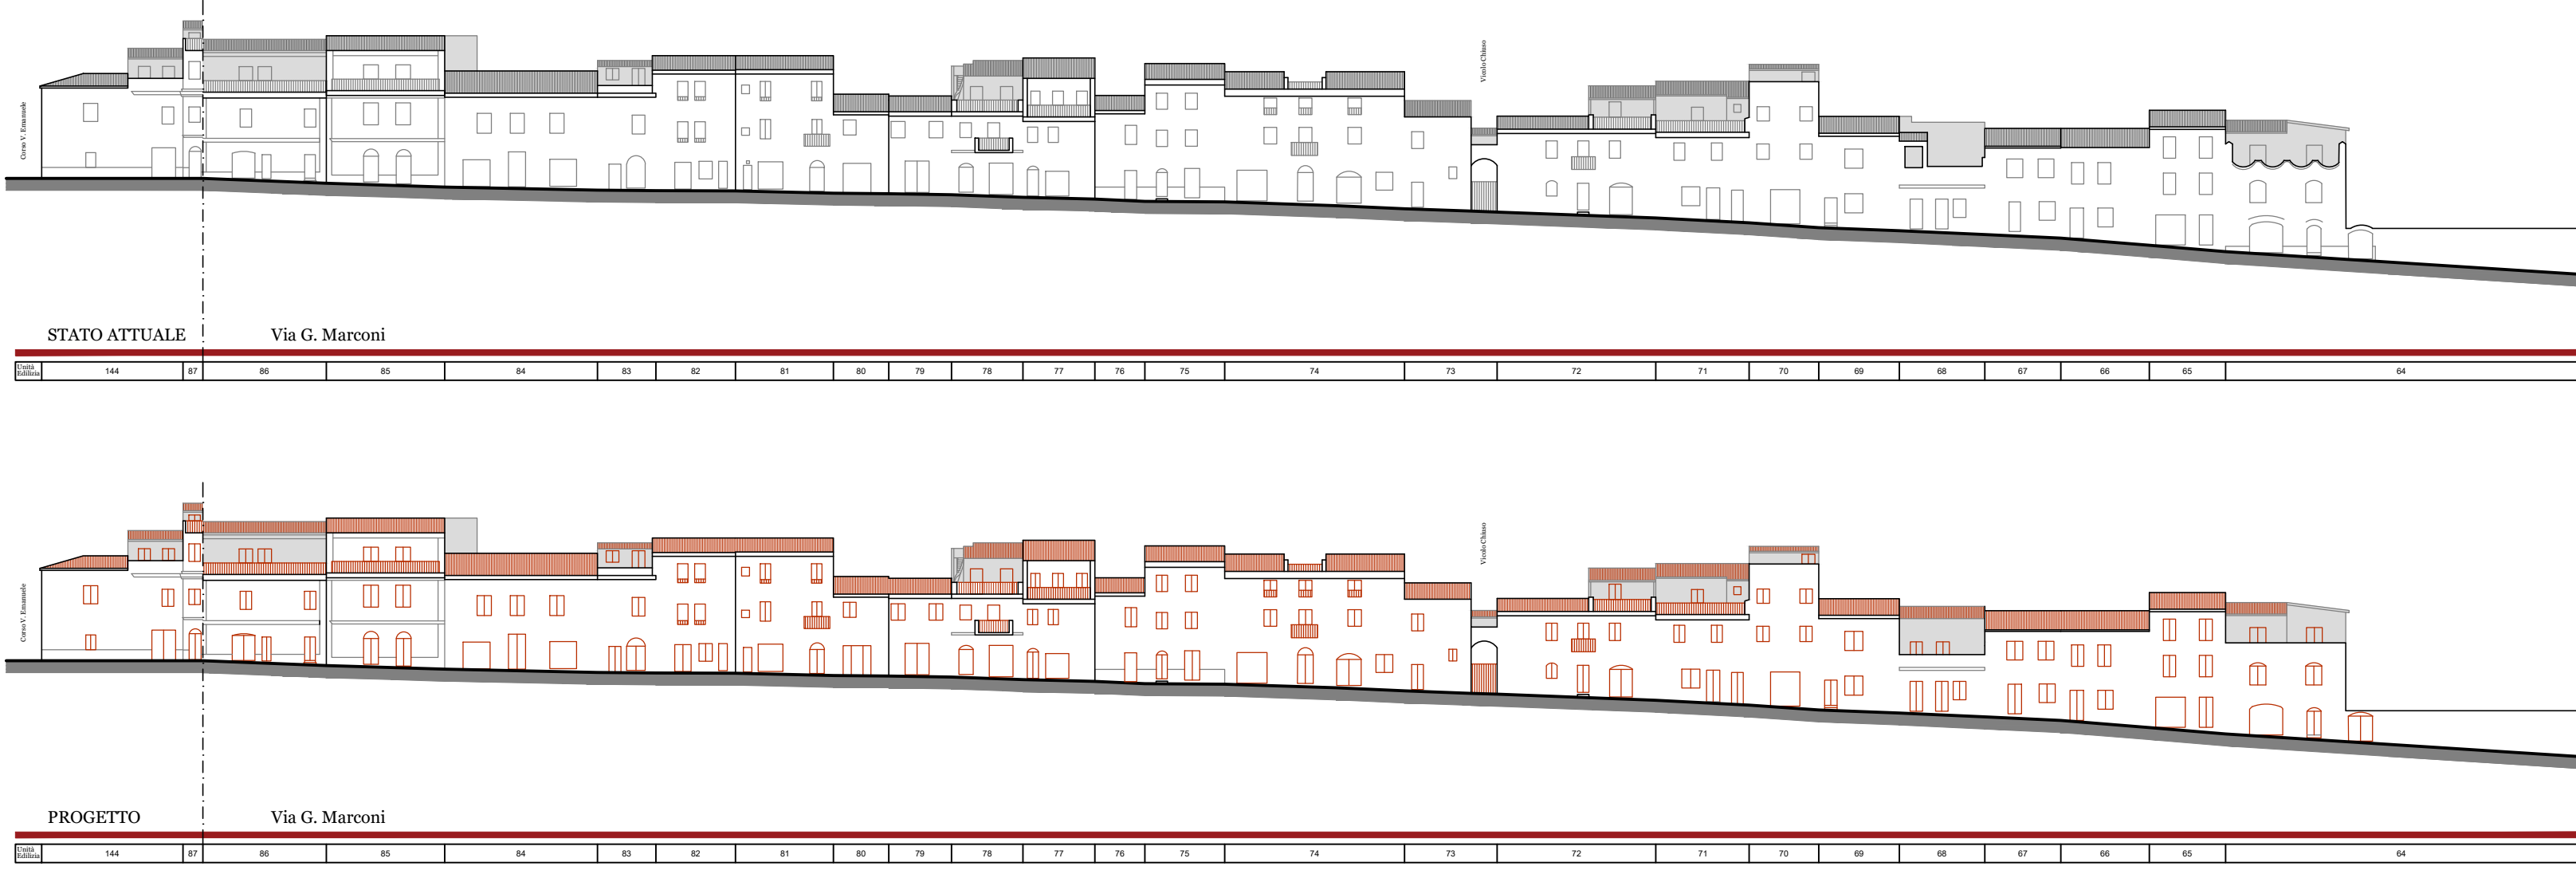 Corso V. Emanuele
Vicolo Chiuso
STATO ATTUALE Via G. Marconi
Unità
Edilizia 144 87 86 85 84 83 82 81 80 79 78 77 76 75 74 73 72 71 70 69 68 67 66 65 64
Corso V. Emanuele
Vicolo Chiuso
PROGETTO Via G. Marconi
Unità
Edilizia 144 87 86 85 84 83 82 81 80 79 78 77 76 75 74 73 72 71 70 69 68 67 66 65 64